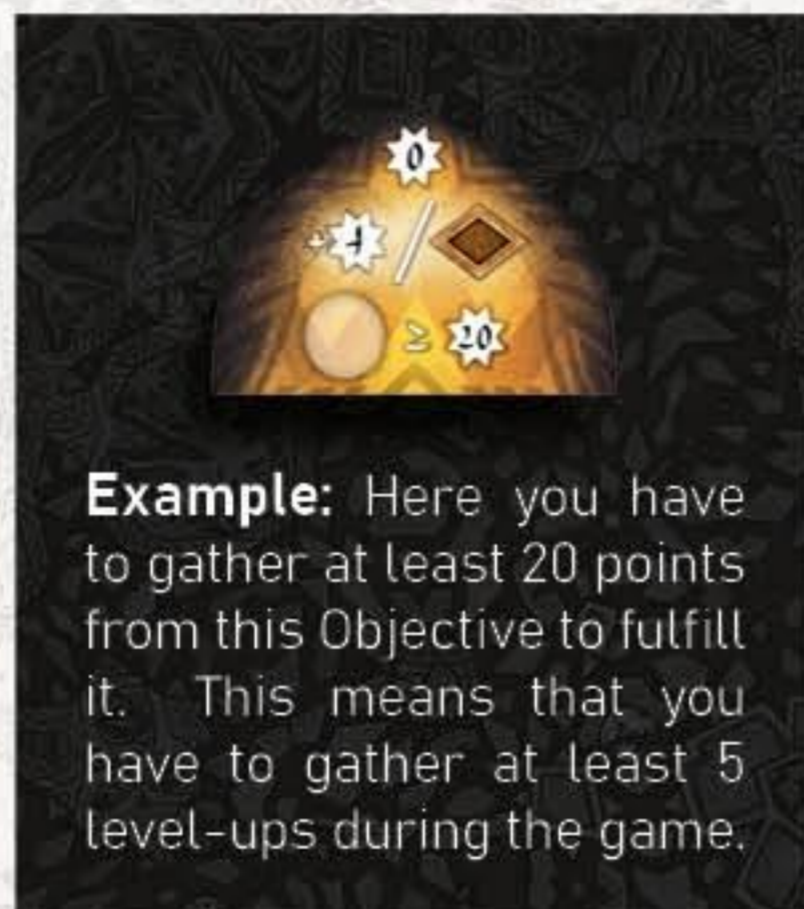 0
+4 /
≥ 20
Example: Here you have
to gather at least 20 points
from this Objective to fulfill
it. This means that you
have to gather at least 5
level-ups during the game.